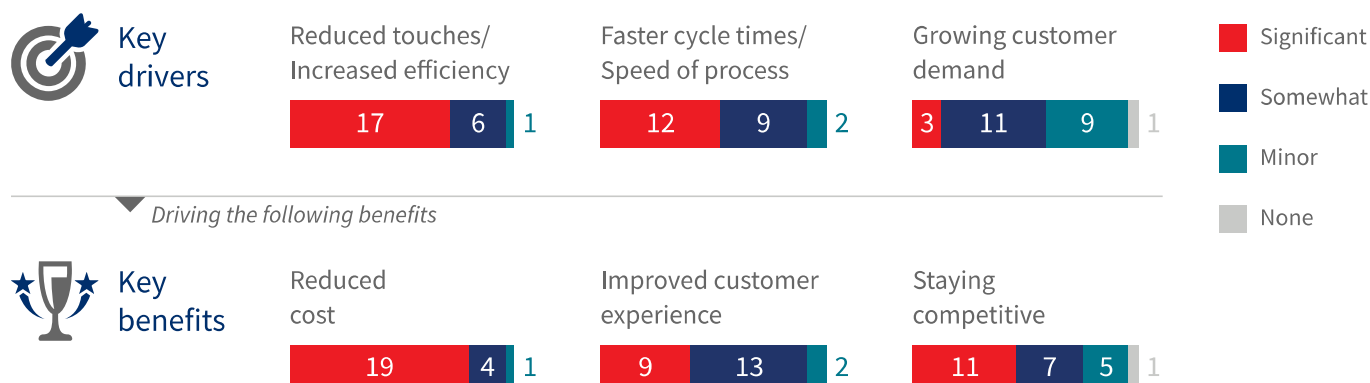 Key
drivers
Reduced touches/
Increased efficiency
17 6 1
Faster cycle times/
Speed of process
12 9 2
Growing customer
demand
3 11 9 1
Significant
Somewhat
Minor
None
Driving the following benefits
Key
benefits
Reduced
cost
19 4 1
Improved customer
experience
9 13 2
Staying
competitive
11 7 5 1